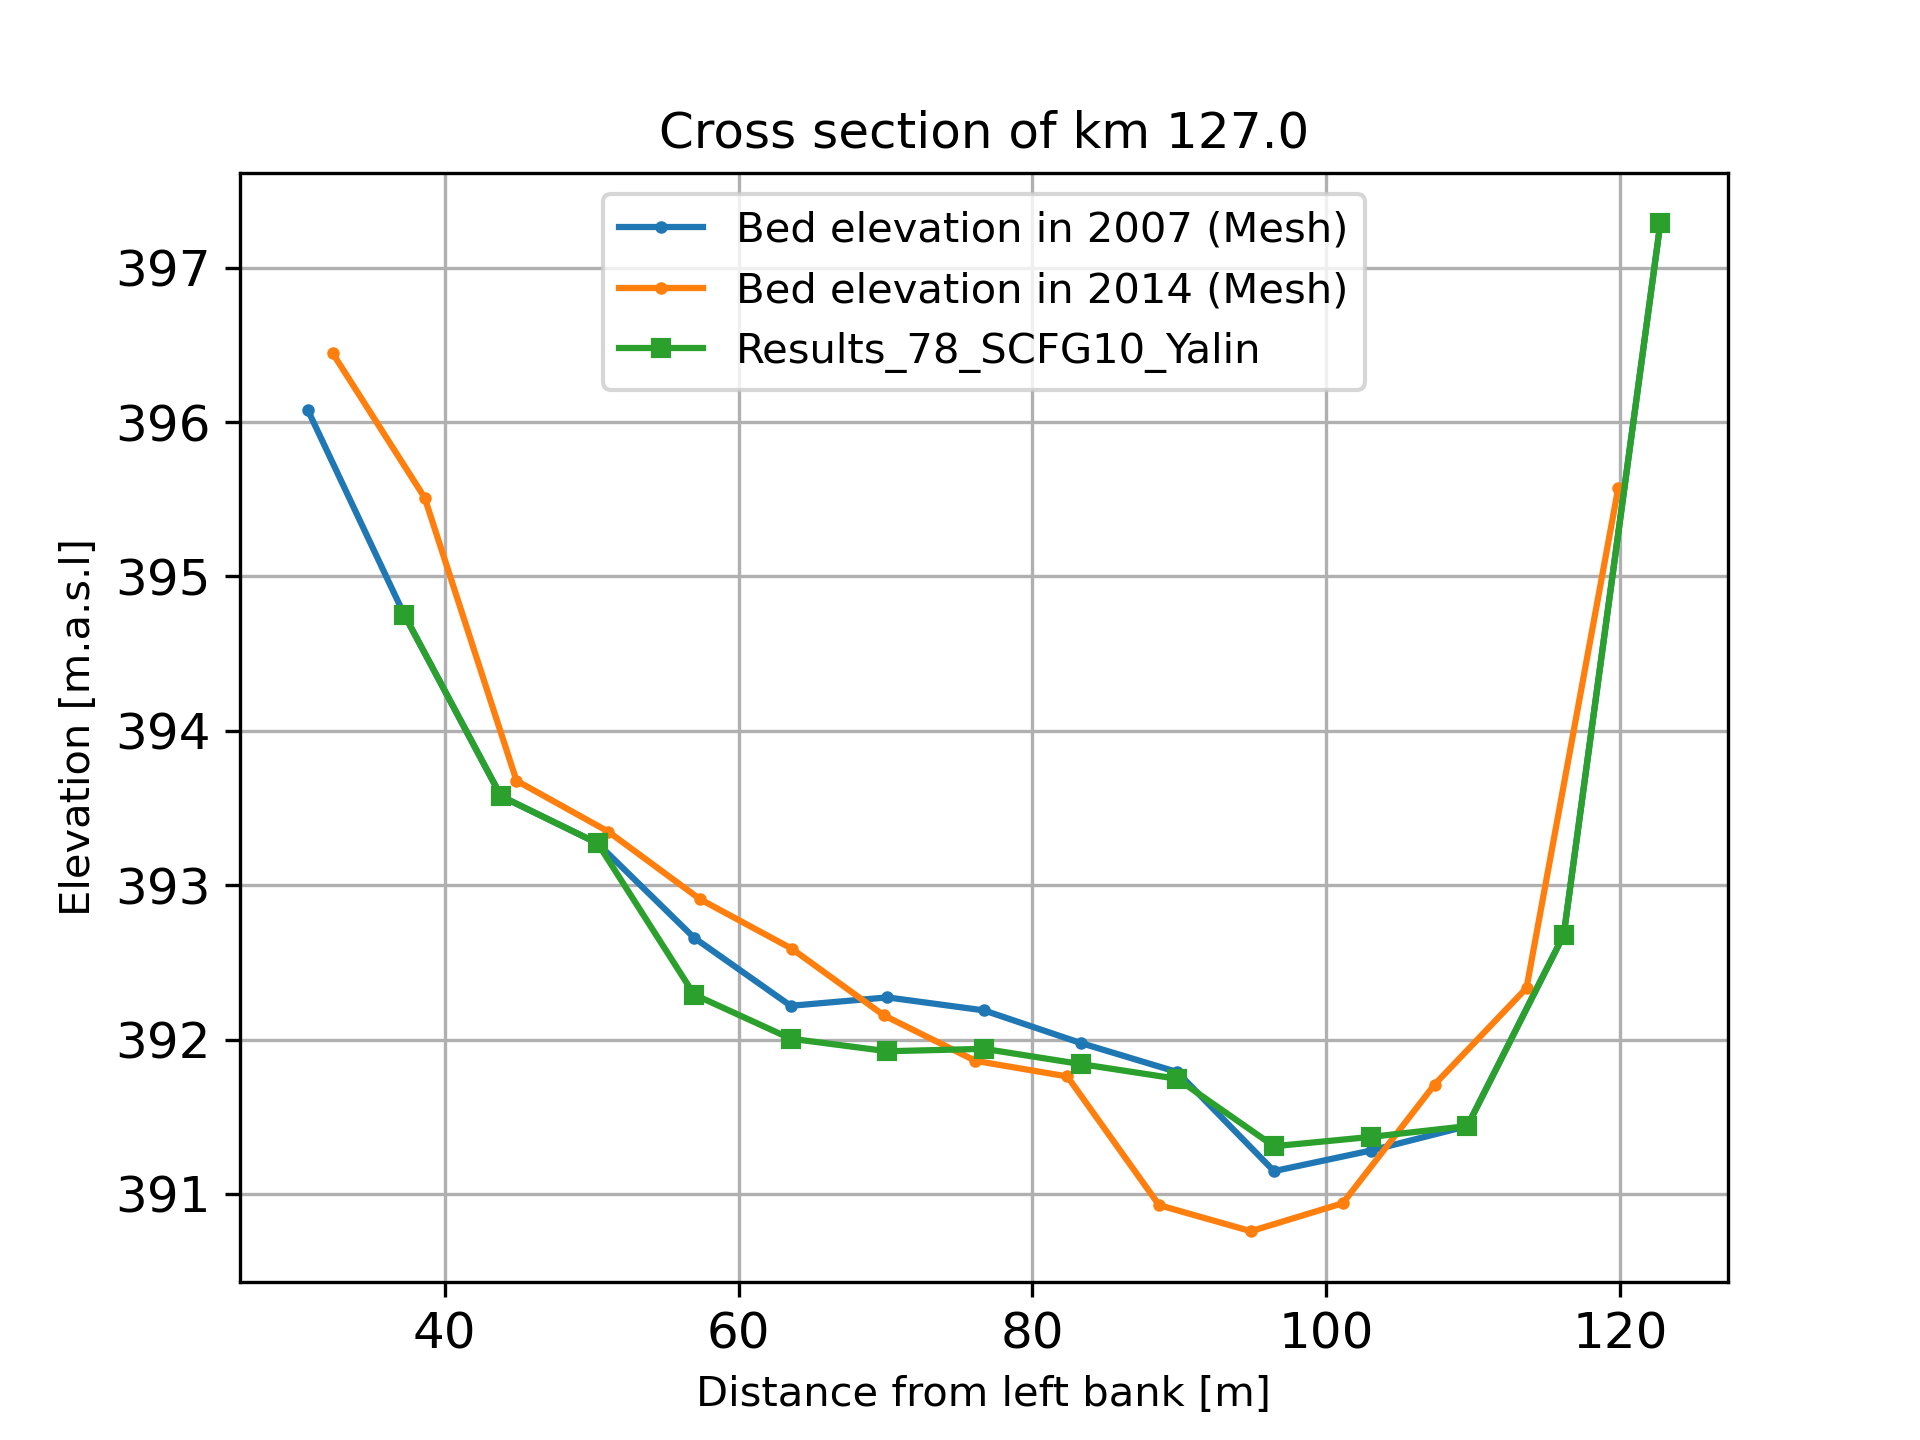 Cross section of km 127.0
Bed elevation in 2007 (Mesh)
Bed elevation in 2014 (Mesh)
Results_78_SCFG10_Yalin
397
396
395
394
393
392
391
Elevation [m.a.s.l]
40 60 80 100 120
Distance from left bank [m]